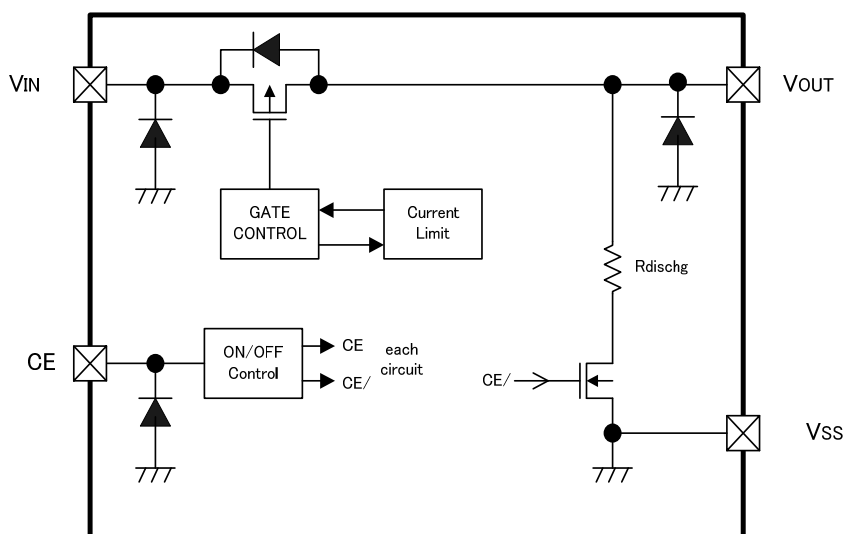 VIN
VOUT
GATE
CONTROL
Current
Limit
Rdischg
CE
ON/OFF
Control
CE
CE/
each
circuit
CE/
VSS